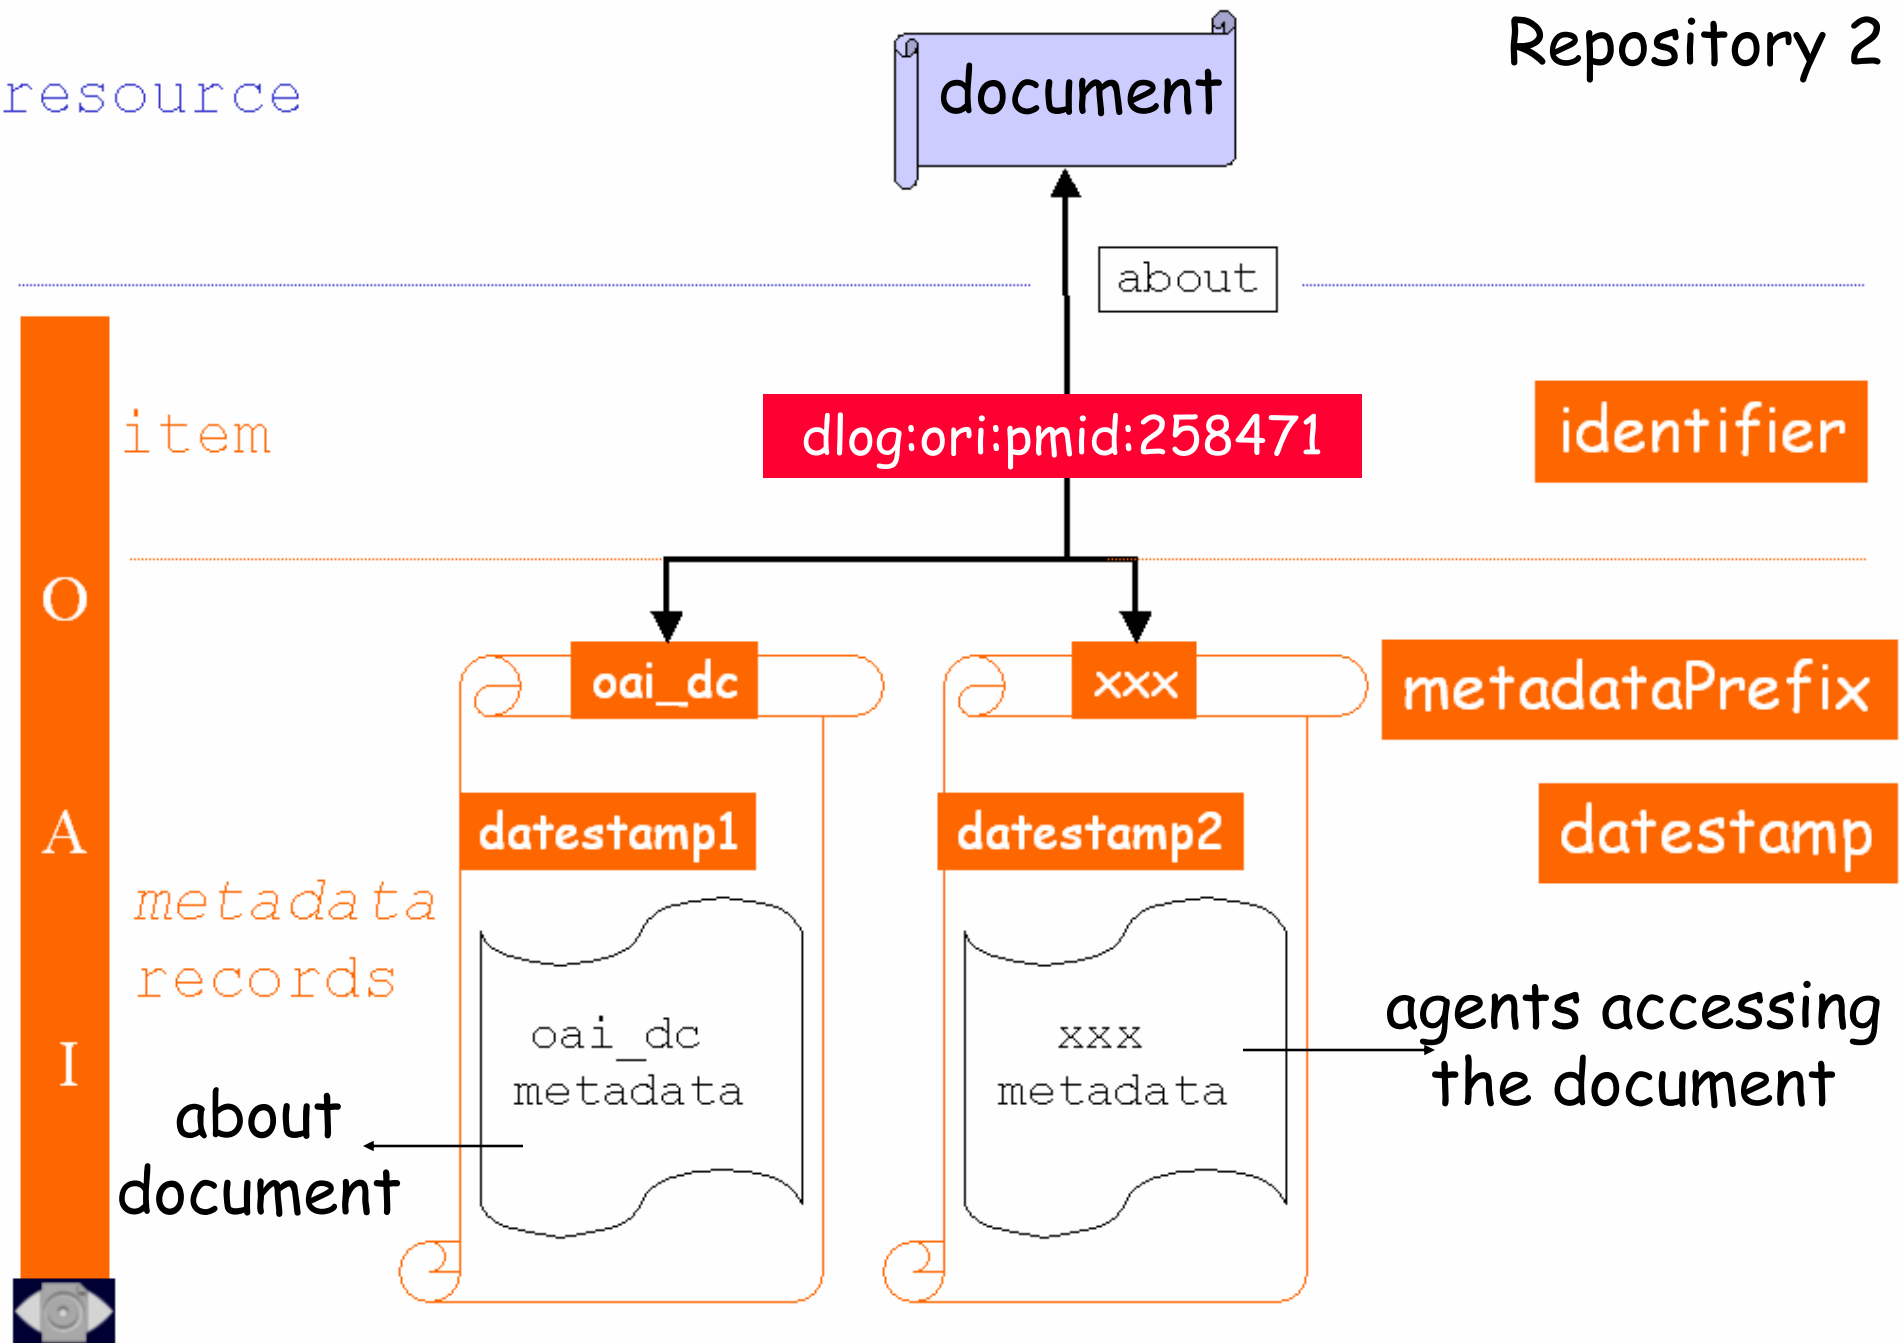 Repository 2
resource
document
about
item
dlog:ori:pmid:258471
identifier
O
A
I
oai_dc
xxx
metadataPrefix
datestamp1
datestamp2
datestamp
metadata
records
oai_dc
metadata
xxx
metadata
agents accessing
the document
about
document